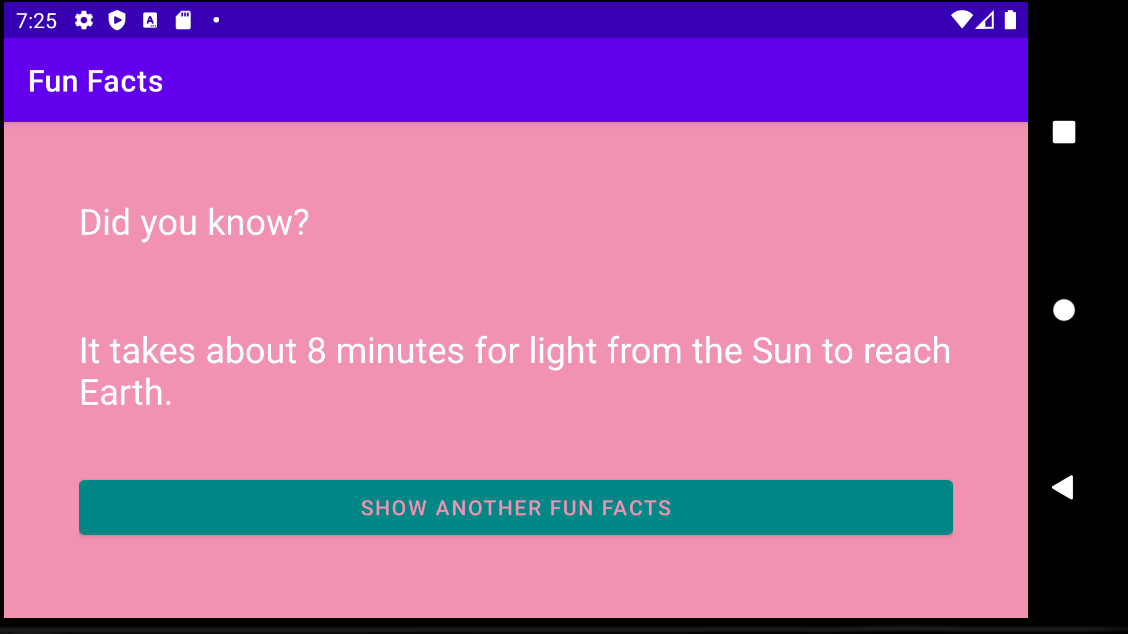 7:25
Fun Facts
Did you know?
It takes about 8 minutes for light from the Sun to reach
Earth.
SHOW ANOTHER FUN FACTS